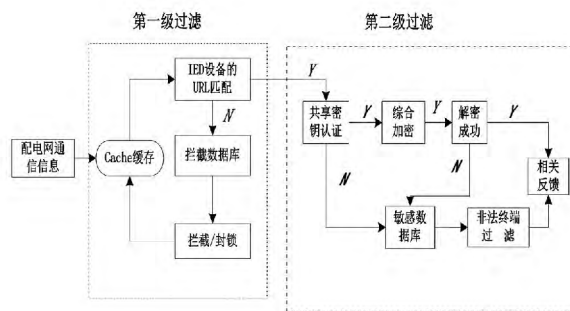 第一级过滤
第二级过滤
IED设备的
URL匹配
Y
N
配电网通
信信息
Cache缓存
拦截数据库
拦截/封锁
共享密
钥认证
Y
综合
加密
Y
解密
成功
Y
N
N
相关
反馈
敏感数
据库
非法终端
过 滤